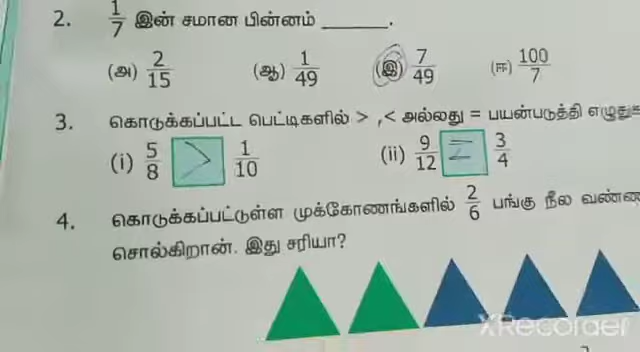 2. 1/7 இன் சமான பின்னம் ______.
(அ) 2/15 (ஆ) 1/49 (இ) 7/49 (ஈ) 100/7
3. கொடுக்கப்பட்ட பெட்டிகளில் > ,< அல்லது = பயன்படுத்தி எழுதுக
(i) 5/8 > 1/10 (ii) 9/12 = 3/4
4. கொடுக்கப்பட்டுள்ள முக்கோணங்களில் 2/6 பங்கு நீல
சொல்கிறான். இது சரியா?
XRecorder